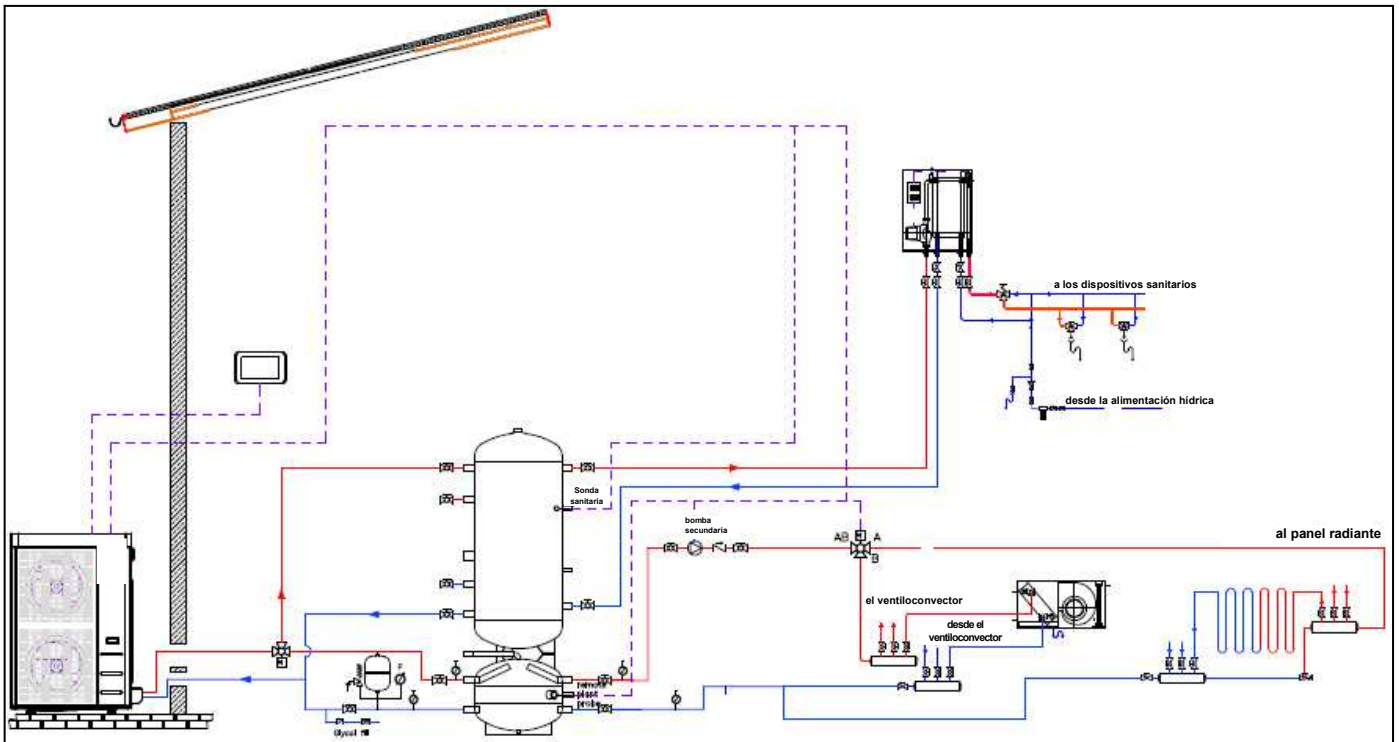 a los dispositivos sanitarios
desde la alimentación hídrica
Sonda
sanitaria
bomba
secundaria
AB
A
B
M
al panel radiante
el ventiloconvector
desde el
ventiloconvector
remote
plant
probe
M
Glycol fill